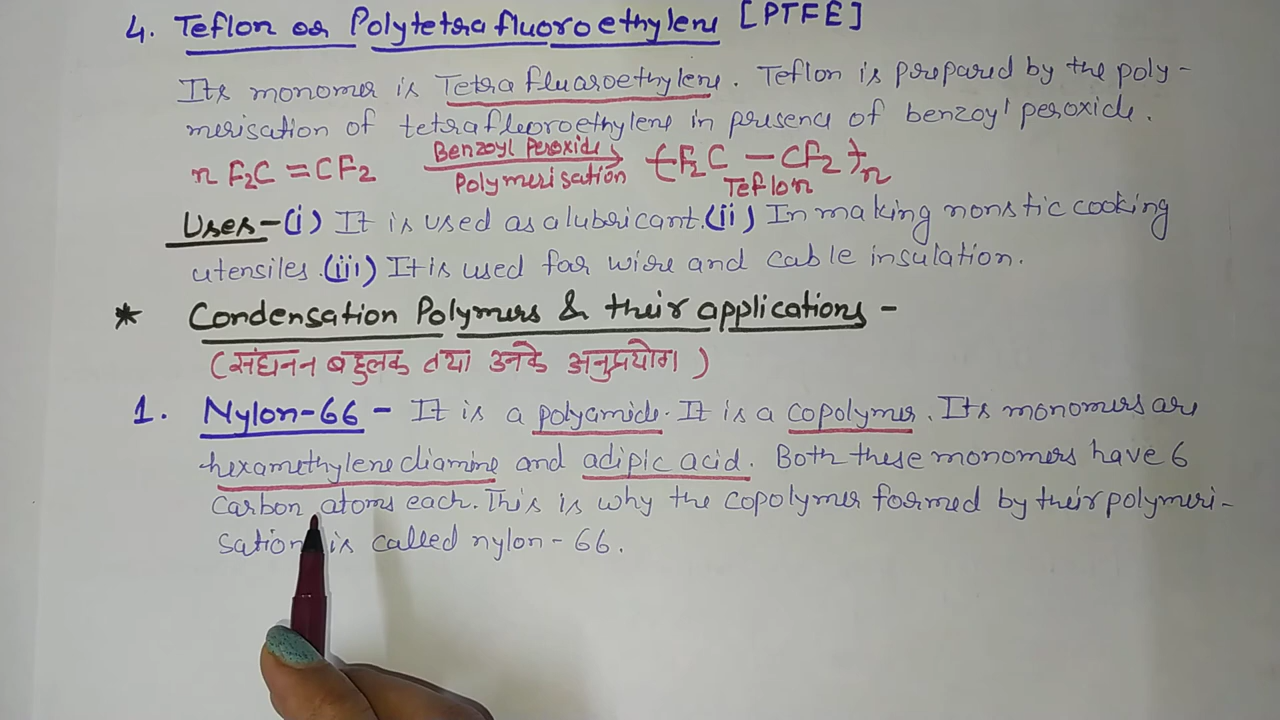 4. Teflon or Polytetrafluoroethylene [PTFE]
Its monomer is Tetrafluoroethylene. Teflon is prepared by the poly-
merisation of tetrafleoroethylene in presence of benzoyl peroxide.
n F₂C = CF₂ Benzoyl Peroxide Polymerisation → (F₂C – CF₂)n
Teflon
Uses - (i) It is used as a lubricant. (ii) In making nonstic cooking
utensiles. (iii) It is used for wire and cable insulation.
* Condensation Polymers & their applications -
(संघनन बहुलक तथा उनके अनुप्रयोग)
1. Nylon-66 - It is a polyamide. It is a copolymer. Its monomers are
hexamethylenediamine and adipic acid. Both these monomers have 6
Carbon atoms each. This is why the copolymer formed by their polymeri-
sation is called nylon-66.